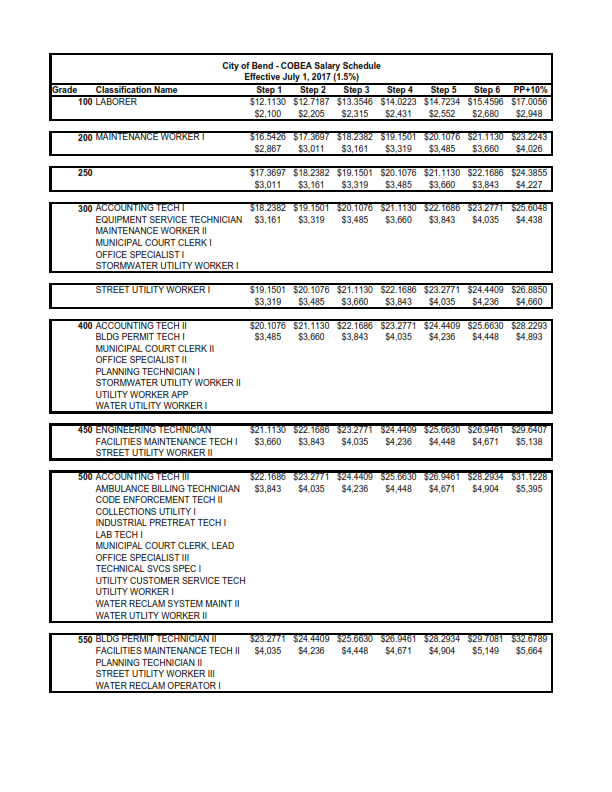 City of Bend - COBEA Salary Schedule
Effective July 1, 2017 (1.5%)
Grade Classification Name Step 1 Step 2 Step 3 Step 4 Step 5 Step 6 PP+10%
100 LABORER $12.1130 $12.7187 $13.3546 $14.0223 $14.7234 $15.4596 $17.0056
$2,100 $2,205 $2,315 $2,431 $2,552 $2,680 $2,948
200 MAINTENANCE WORKER I $16.5426 $17.3697 $18.2382 $19.1501 $20.1076 $21.1130 $23.2243
$2,867 $3,011 $3,161 $3,319 $3,485 $3,660 $4,026
250 $17.3697 $18.2382 $19.1501 $20.1076 $21.1130 $22.1686 $24.3855
$3,011 $3,161 $3,319 $3,485 $3,660 $3,843 $4,227
300 ACCOUNTING TECH I $18.2382 $19.1501 $20.1076 $21.1130 $22.1686 $23.2771 $25.6048
EQUIPMENT SERVICE TECHNICIAN $3,161 $3,319 $3,485 $3,660 $3,843 $4,035 $4,438
MAINTENANCE WORKER II
MUNICIPAL COURT CLERK I
OFFICE SPECIALIST I
STORMWATER UTILITY WORKER I
STREET UTILITY WORKER I $19.1501 $20.1076 $21.1130 $22.1686 $23.2771 $24.4409 $26.8850
$3,319 $3,485 $3,660 $3,843 $4,035 $4,236 $4,660
400 ACCOUNTING TECH II $20.1076 $21.1130 $22.1686 $23.2771 $24.4409 $25.6630 $28.2293
BLDG PERMIT TECH I $3,485 $3,660 $3,843 $4,035 $4,236 $4,448 $4,893
MUNICIPAL COURT CLERK II
OFFICE SPECIALIST II
PLANNING TECHNICIAN I
STORMWATER UTILITY WORKER II
UTILITY WORKER APP
WATER UTILITY WORKER I
450 ENGINEERING TECHNICIAN $21.1130 $22.1686 $23.2771 $24.4409 $25.6630 $26.9461 $29.6407
FACILITIES MAINTENANCE TECH I $3,660 $3,843 $4,035 $4,236 $4,448 $4,671 $5,138
STREET UTILITY WORKER II
500 ACCOUNTING TECH III $22.1686 $23.2771 $24.4409 $25.6630 $26.9461 $28.2934 $31.1228
AMBULANCE BILLING TECHNICIAN $3,843 $4,035 $4,236 $4,448 $4,671 $4,904 $5,395
CODE ENFORCEMENT TECH II
COLLECTIONS UTILITY I
INDUSTRIAL PRETREAT TECH I
LAB TECH I
MUNICIPAL COURT CLERK, LEAD
OFFICE SPECIALIST III
TECHNICAL SVCS SPEC I
UTILITY CUSTOMER SERVICE TECH
UTILITY WORKER I
WATER RECLAM SYSTEM MAINT II
WATER UTLITY WORKER II
550 BLDG PERMIT TECHNICIAN II $23.2771 $24.4409 $25.6630 $26.9461 $28.2934 $29.7081 $32.6789
FACILITIES MAINTENANCE TECH II $4,035 $4,236 $4,448 $4,671 $4,904 $5,149 $5,664
PLANNING TECHNICIAN II
STREET UTILITY WORKER III
WATER RECLAM OPERATOR I